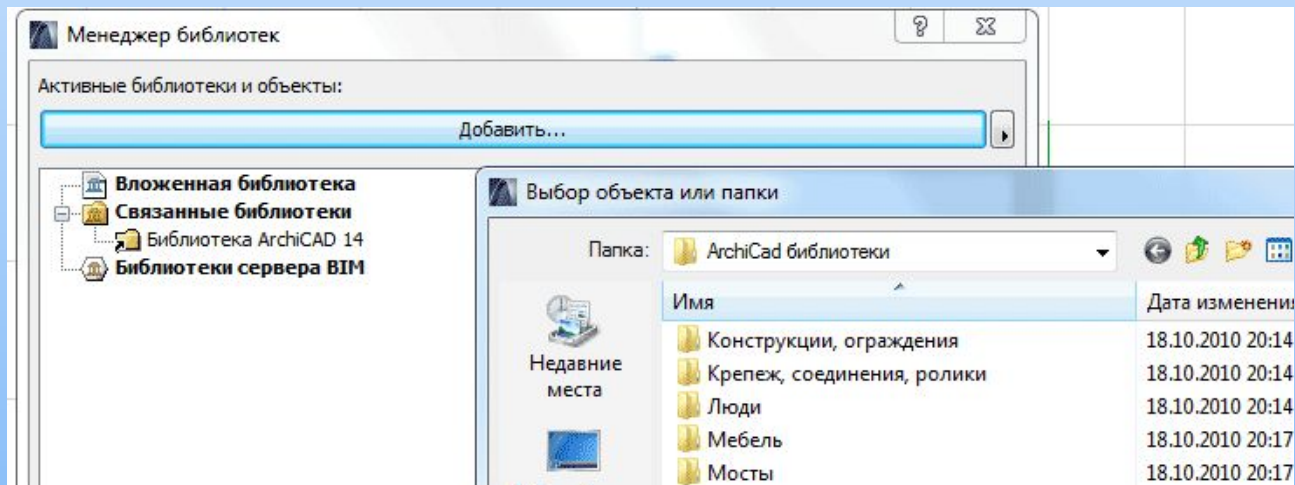 Менеджер библиотек
Активные библиотеки и объекты:
Добавить...
Вложенная библиотека
Связанные библиотеки
Библиотека ArchiCAD 14
Библиотеки сервера BIM
Выбор объекта или папки
Папка: ArchiCad библиотеки
Имя Дата изменения
Конструкции, ограждения 18.10.2010 20:14
Крепеж, соединения, ролики 18.10.2010 20:14
Люди 18.10.2010 20:14
Мебель 18.10.2010 20:17
Мосты 18.10.2010 20:17
Недавние
места